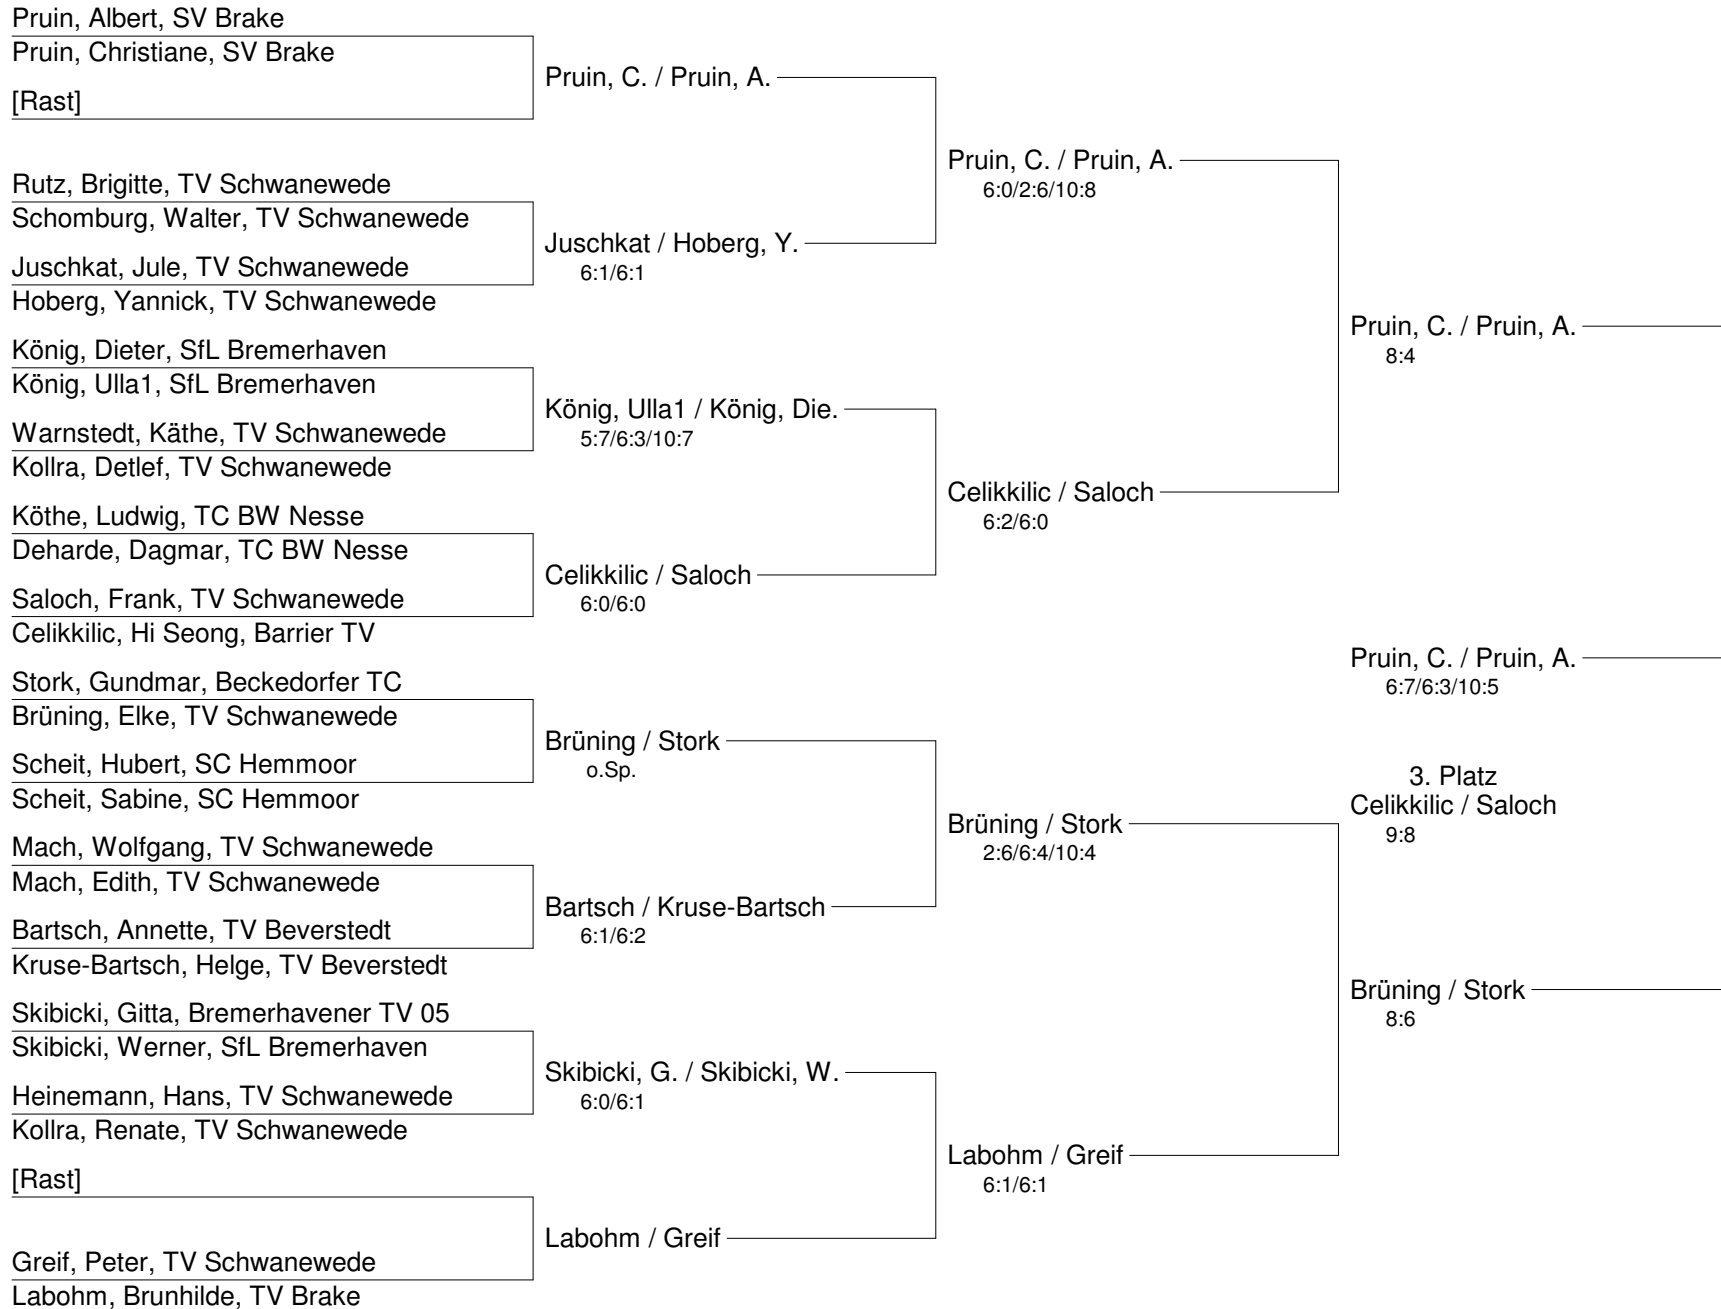 Pruin, Albert, SV Brake
Pruin, Christiane, SV Brake
[Rast]
Rutz, Brigitte, TV Schwanewede
Schomburg, Walter, TV Schwanewede
Juschkat, Jule, TV Schwanewede
Hoberg, Yannick, TV Schwanewede
König, Dieter, SfL Bremerhaven
König, Ulla1, SfL Bremerhaven
Warnstedt, Käthe, TV Schwanewede
Kollra, Detlef, TV Schwanewede
Köthe, Ludwig, TC BW Nesse
Deharde, Dagmar, TC BW Nesse
Saloch, Frank, TV Schwanewede
Celikkilic, Hi Seong, Barrier TV
Stork, Gundmar, Beckedorfer TC
Brüning, Elke, TV Schwanewede
Scheit, Hubert, SC Hemmoor
Scheit, Sabine, SC Hemmoor
Mach, Wolfgang, TV Schwanewede
Mach, Edith, TV Schwanewede
Bartsch, Annette, TV Beverstedt
Kruse-Bartsch, Helge, TV Beverstedt
Skibicki, Gitta, Bremerhavener TV 05
Skibicki, Werner, SfL Bremerhaven
Heinemann, Hans, TV Schwanewede
Kollra, Renate, TV Schwanewede
[Rast]
Greif, Peter, TV Schwanewede
Labohm, Brunhilde, TV Brake
Pruin, C. / Pruin, A.
Juschkat / Hoberg, Y.
6:1/6:1
König, Ulla1 / König, Die.
5:7/6:3/10:7
Celikkilic / Saloch
6:0/6:0
Brüning / Stork
o.Sp.
Bartsch / Kruse-Bartsch
6:1/6:2
Skibicki, G. / Skibicki, W.
6:0/6:1
Labohm / Greif
Pruin, C. / Pruin, A.
6:0/2:6/10:8
Celikkilic / Saloch
6:2/6:0
Brüning / Stork
2:6/6:4/10:4
Labohm / Greif
6:1/6:1
Pruin, C. / Pruin, A.
8:4
Pruin, C. / Pruin, A.
6:7/6:3/10:5
3. Platz
Celikkilic / Saloch
9:8
Brüning / Stork
8:6